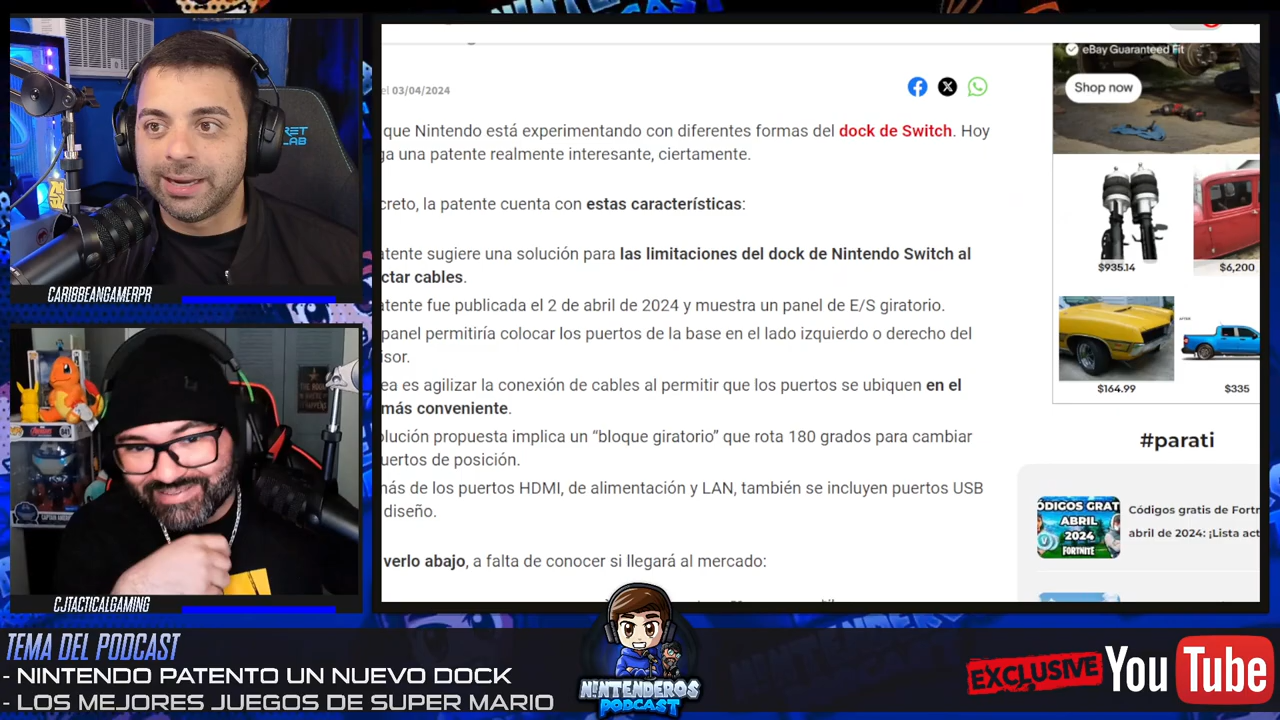 RET
LAB
CARIBBEANGAMERPR
CJTACTICALGAMING
el 03/04/2024
que Nintendo está experimentando con diferentes formas del dock de Switch. Hoy
ga una patente realmente interesante, ciertamente.
creto, la patente cuenta con estas características:
atente sugiere una solución para las limitaciones del dock de Nintendo Switch al
ctar cables.
atente fue publicada el 2 de abril de 2024 y muestra un panel de E/S giratorio.
panel permitiría colocar los puertos de la base en el lado izquierdo o derecho del
isor.
ea es agilizar la conexión de cables al permitir que los puertos se ubiquen en el
más conveniente.
olución propuesta implica un “bloque giratorio” que rota 180 grados para cambiar
uertos de posición.
más de los puertos HDMI, de alimentación y LAN, también se incluyen puertos USB
diseño.
verlo abajo, a falta de conocer si llegará al mercado:
eBay Guaranteed Fit
Shop now
$935.14
$6,200
$164.99
$335
#parati
ÓDIGOS GRAT
ABRIL
2024
FORTNITE
Códigos gratis de Fortr
abril de 2024: ¡Lista act
TEMA DEL PODCAST
- NINTENDO PATENTO UN NUEVO DOCK
- LOS MEJORES JUEGOS DE SUPER MARIO
NINTENDEROS
PODCAST
EXCLUSIVE
YouTube